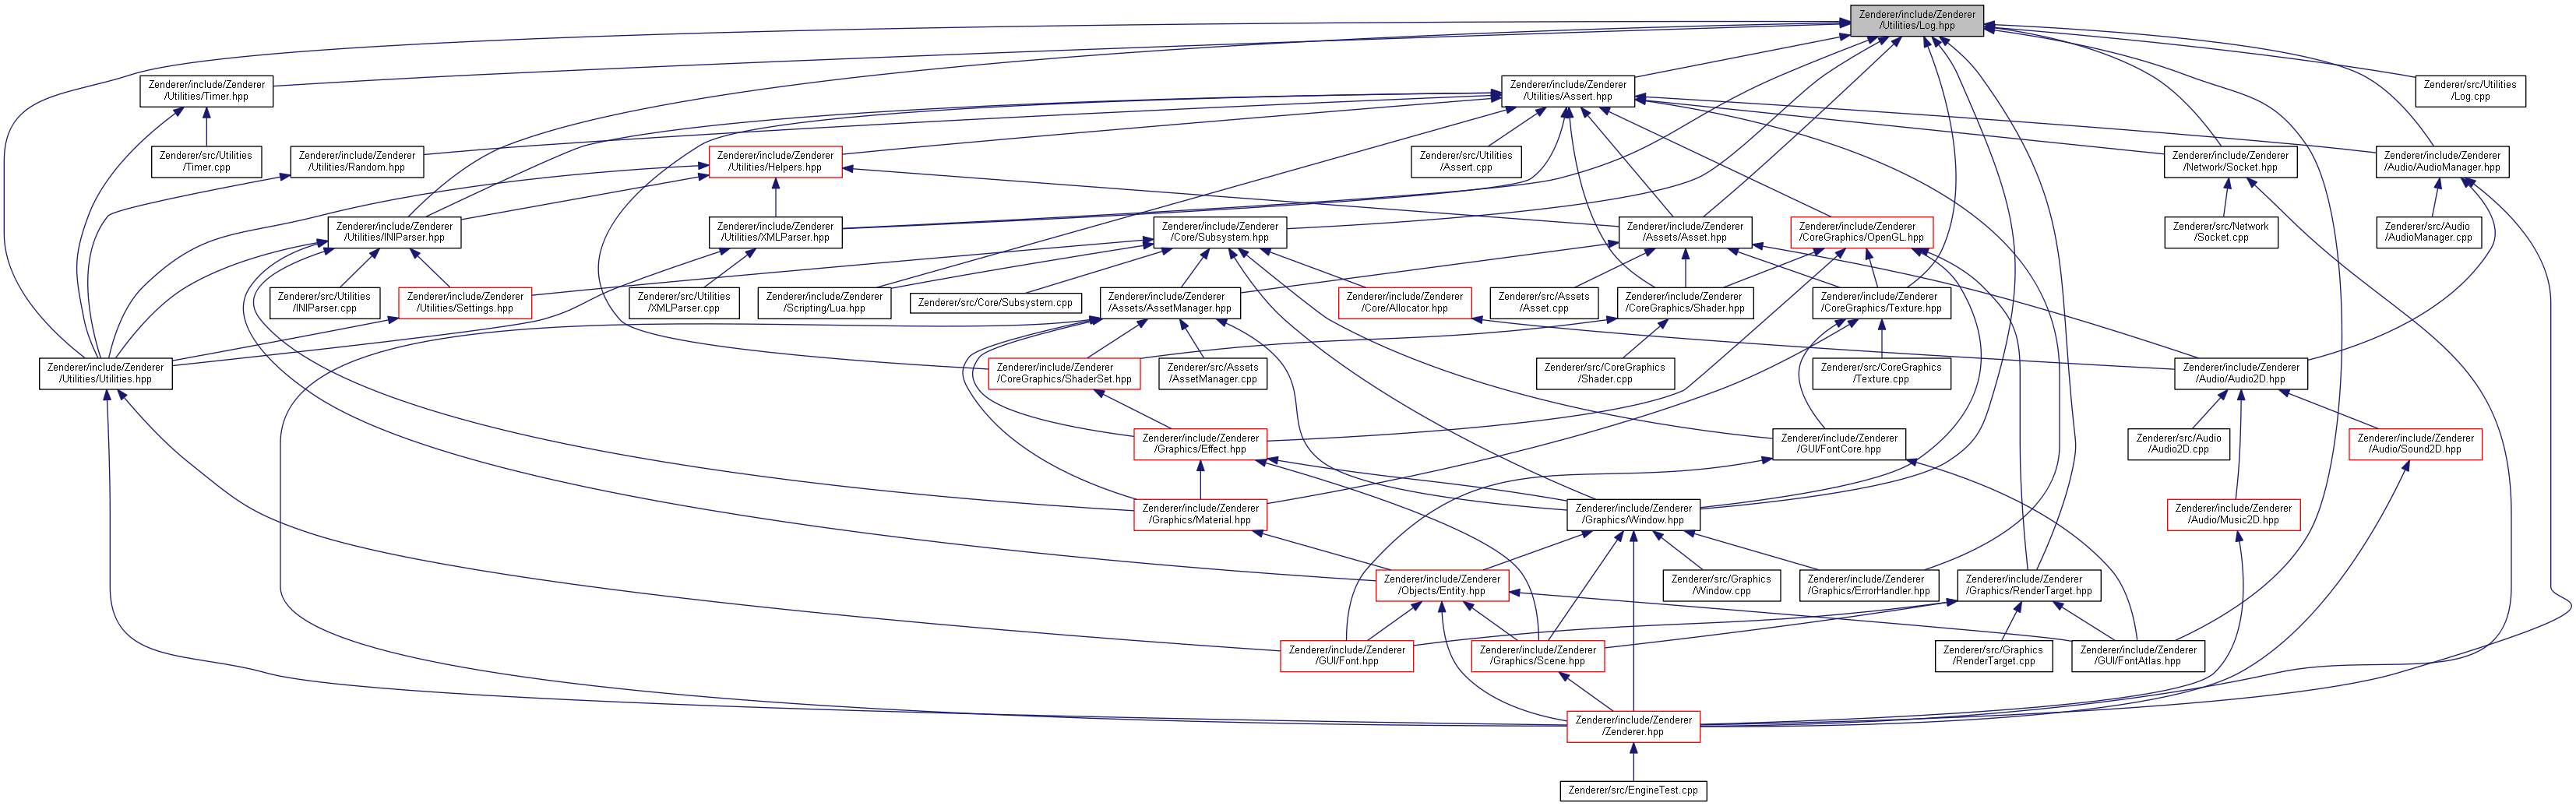 Zenderer/include/Zenderer
/Utilities/Log.hpp
Zenderer/include/Zenderer
/Utilities/Timer.hpp
Zenderer/include/Zenderer
/Utilities/Assert.hpp
Zenderer/src/Utilities
/Log.cpp
Zenderer/src/Utilities
/Timer.cpp
Zenderer/include/Zenderer
/Utilities/Random.hpp
Zenderer/include/Zenderer
/Utilities/Helpers.hpp
Zenderer/src/Utilities
/Assert.cpp
Zenderer/include/Zenderer
/Network/Socket.hpp
Zenderer/include/Zenderer
/Audio/AudioManager.hpp
Zenderer/include/Zenderer
/Utilities/INIParser.hpp
Zenderer/include/Zenderer
/Utilities/XMLParser.hpp
Zenderer/include/Zenderer
/Core/Subsystem.hpp
Zenderer/include/Zenderer
/Assets/Asset.hpp
Zenderer/include/Zenderer
/CoreGraphics/OpenGL.hpp
Zenderer/src/Network
/Socket.cpp
Zenderer/src/Audio
/AudioManager.cpp
Zenderer/src/Utilities
/INIParser.cpp
Zenderer/include/Zenderer
/Utilities/Settings.hpp
Zenderer/src/Utilities
/XMLParser.cpp
Zenderer/include/Zenderer
/Scripting/Lua.hpp
Zenderer/src/Core/Subsystem.cpp
Zenderer/include/Zenderer
/Assets/AssetManager.hpp
Zenderer/include/Zenderer
/Core/Allocator.hpp
Zenderer/src/Assets
/Asset.cpp
Zenderer/include/Zenderer
/CoreGraphics/Shader.hpp
Zenderer/include/Zenderer
/CoreGraphics/Texture.hpp
Zenderer/include/Zenderer
/Utilities/Utilities.hpp
Zenderer/include/Zenderer
/CoreGraphics/ShaderSet.hpp
Zenderer/src/Assets
/AssetManager.cpp
Zenderer/src/CoreGraphics
/Shader.cpp
Zenderer/src/CoreGraphics
/Texture.cpp
Zenderer/include/Zenderer
/Audio/Audio2D.hpp
Zenderer/include/Zenderer
/Graphics/Effect.hpp
Zenderer/include/Zenderer
/GUI/FontCore.hpp
Zenderer/src/Audio
/Audio2D.cpp
Zenderer/include/Zenderer
/Audio/Sound2D.hpp
Zenderer/include/Zenderer
/Graphics/Material.hpp
Zenderer/include/Zenderer
/Graphics/Window.hpp
Zenderer/include/Zenderer
/Audio/Music2D.hpp
Zenderer/include/Zenderer
/Objects/Entity.hpp
Zenderer/src/Graphics
/Window.cpp
Zenderer/include/Zenderer
/Graphics/ErrorHandler.hpp
Zenderer/include/Zenderer
/Graphics/RenderTarget.hpp
Zenderer/include/Zenderer
/GUI/Font.hpp
Zenderer/include/Zenderer
/Graphics/Scene.hpp
Zenderer/src/Graphics
/RenderTarget.cpp
Zenderer/include/Zenderer
/GUI/FontAtlas.hpp
Zenderer/include/Zenderer
/Zenderer.hpp
Zenderer/src/EngineTest.cpp